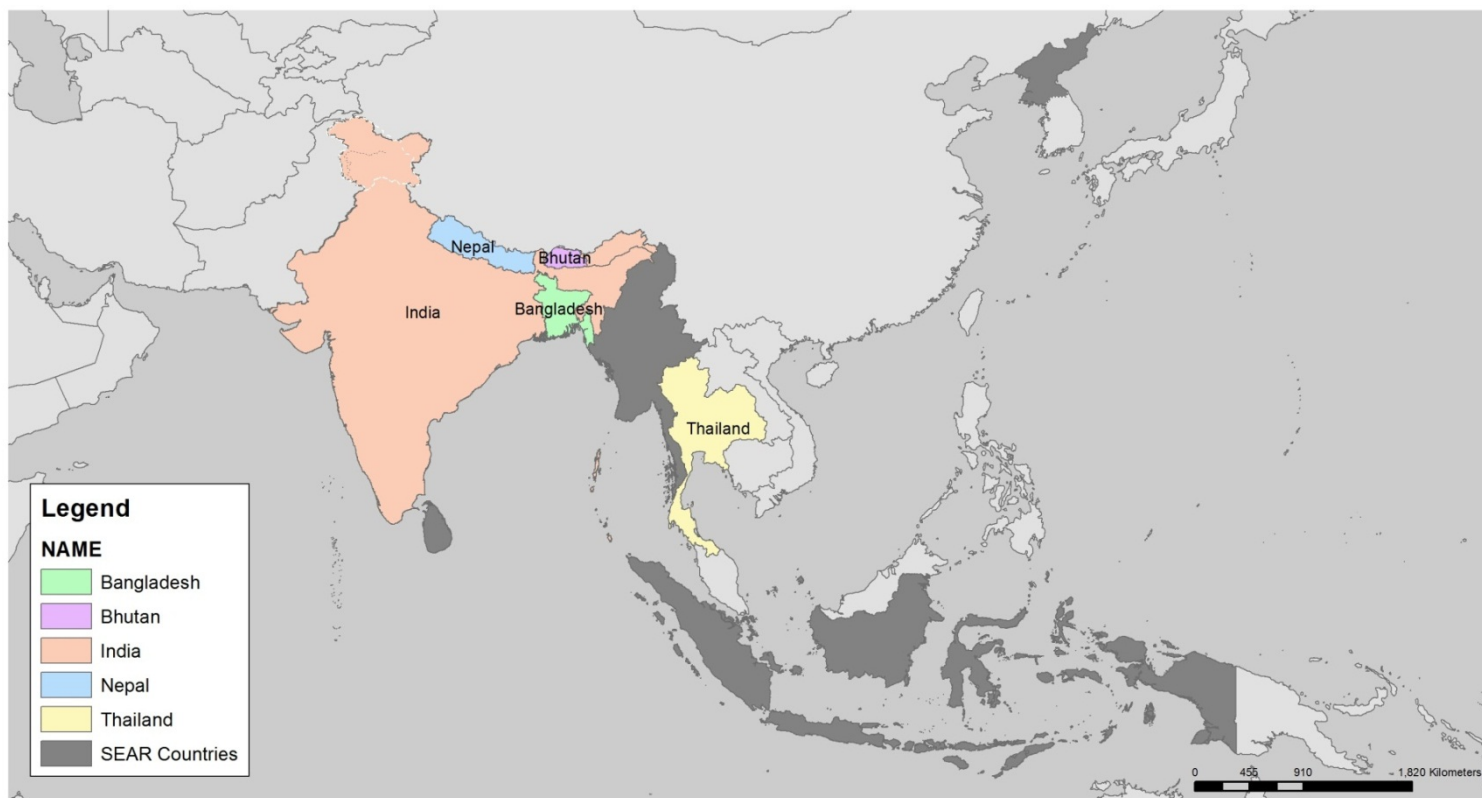 Nepal
Bhutan
India
Bangladesh
Thailand
Legend
NAME
Bangladesh
Bhutan
India
Nepal
Thailand
SEAR Countries
0 455 910 1,820 Kilometers